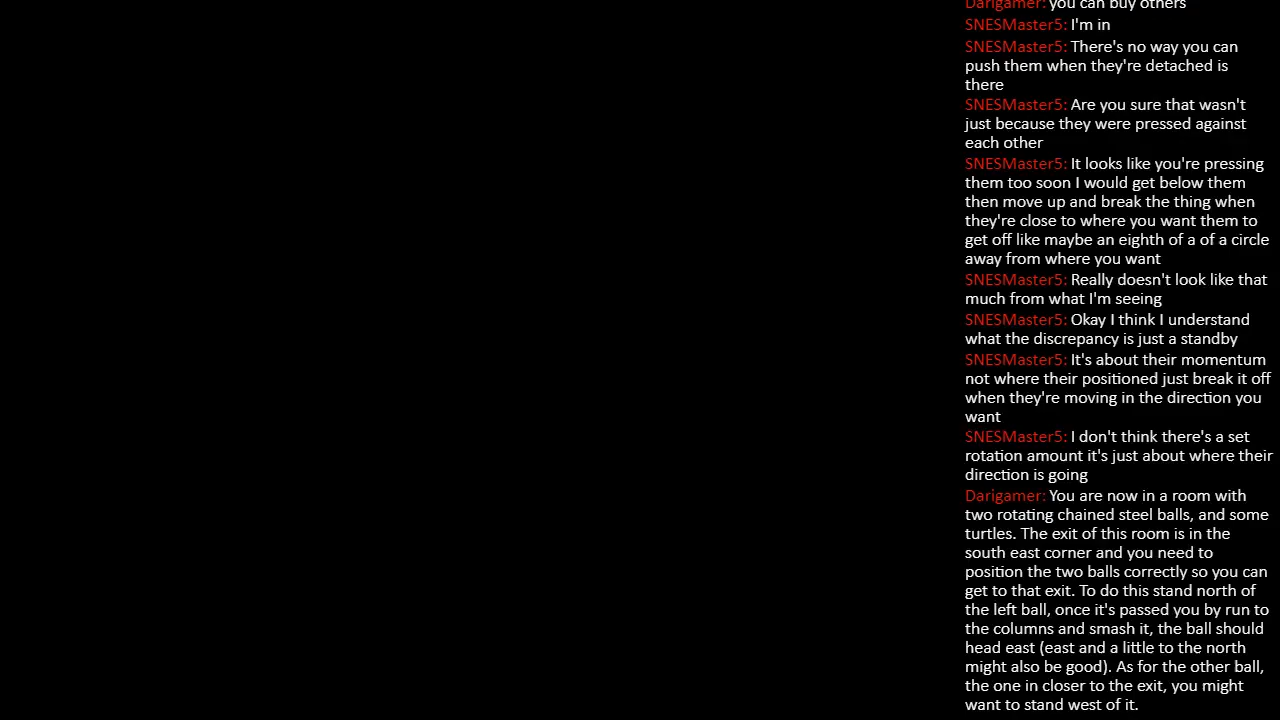 Darigamer: you can buy others
SNESMaster5: I'm in
SNESMaster5: There's no way you can
push them when they're detached is
there
SNESMaster5: Are you sure that wasn't
just because they were pressed against
each other
SNESMaster5: It looks like you're pressing
them too soon I would get below them
then move up and break the thing when
they're close to where you want them to
get off like maybe an eighth of a of a circle
away from where you want
SNESMaster5: Really doesn't look like that
much from what I'm seeing
SNESMaster5: Okay I think I understand
what the discrepancy is just a standby
SNESMaster5: It's about their momentum
not where their positioned just break it off
when they're moving in the direction you
want
SNESMaster5: I don't think there's a set
rotation amount it's just about where their
direction is going
Darigamer: You are now in a room with
two rotating chained steel balls, and some
turtles. The exit of this room is in the
south east corner and you need to
position the two balls correctly so you can
get to that exit. To do this stand north of
the left ball, once it's passed you by run to
the columns and smash it, the ball should
head east (east and a little to the north
might also be good). As for the other ball,
the one in closer to the exit, you might
want to stand west of it.